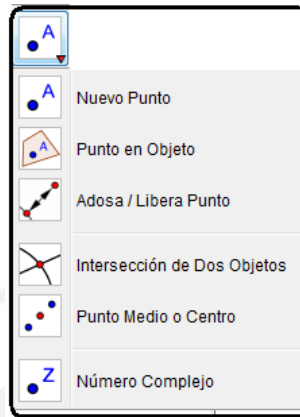 A
A
Nuevo Punto
A
Punto en Objeto
Adosa / Libera Punto
Intersección de Dos Objetos
Punto Medio o Centro
Z
Número Complejo